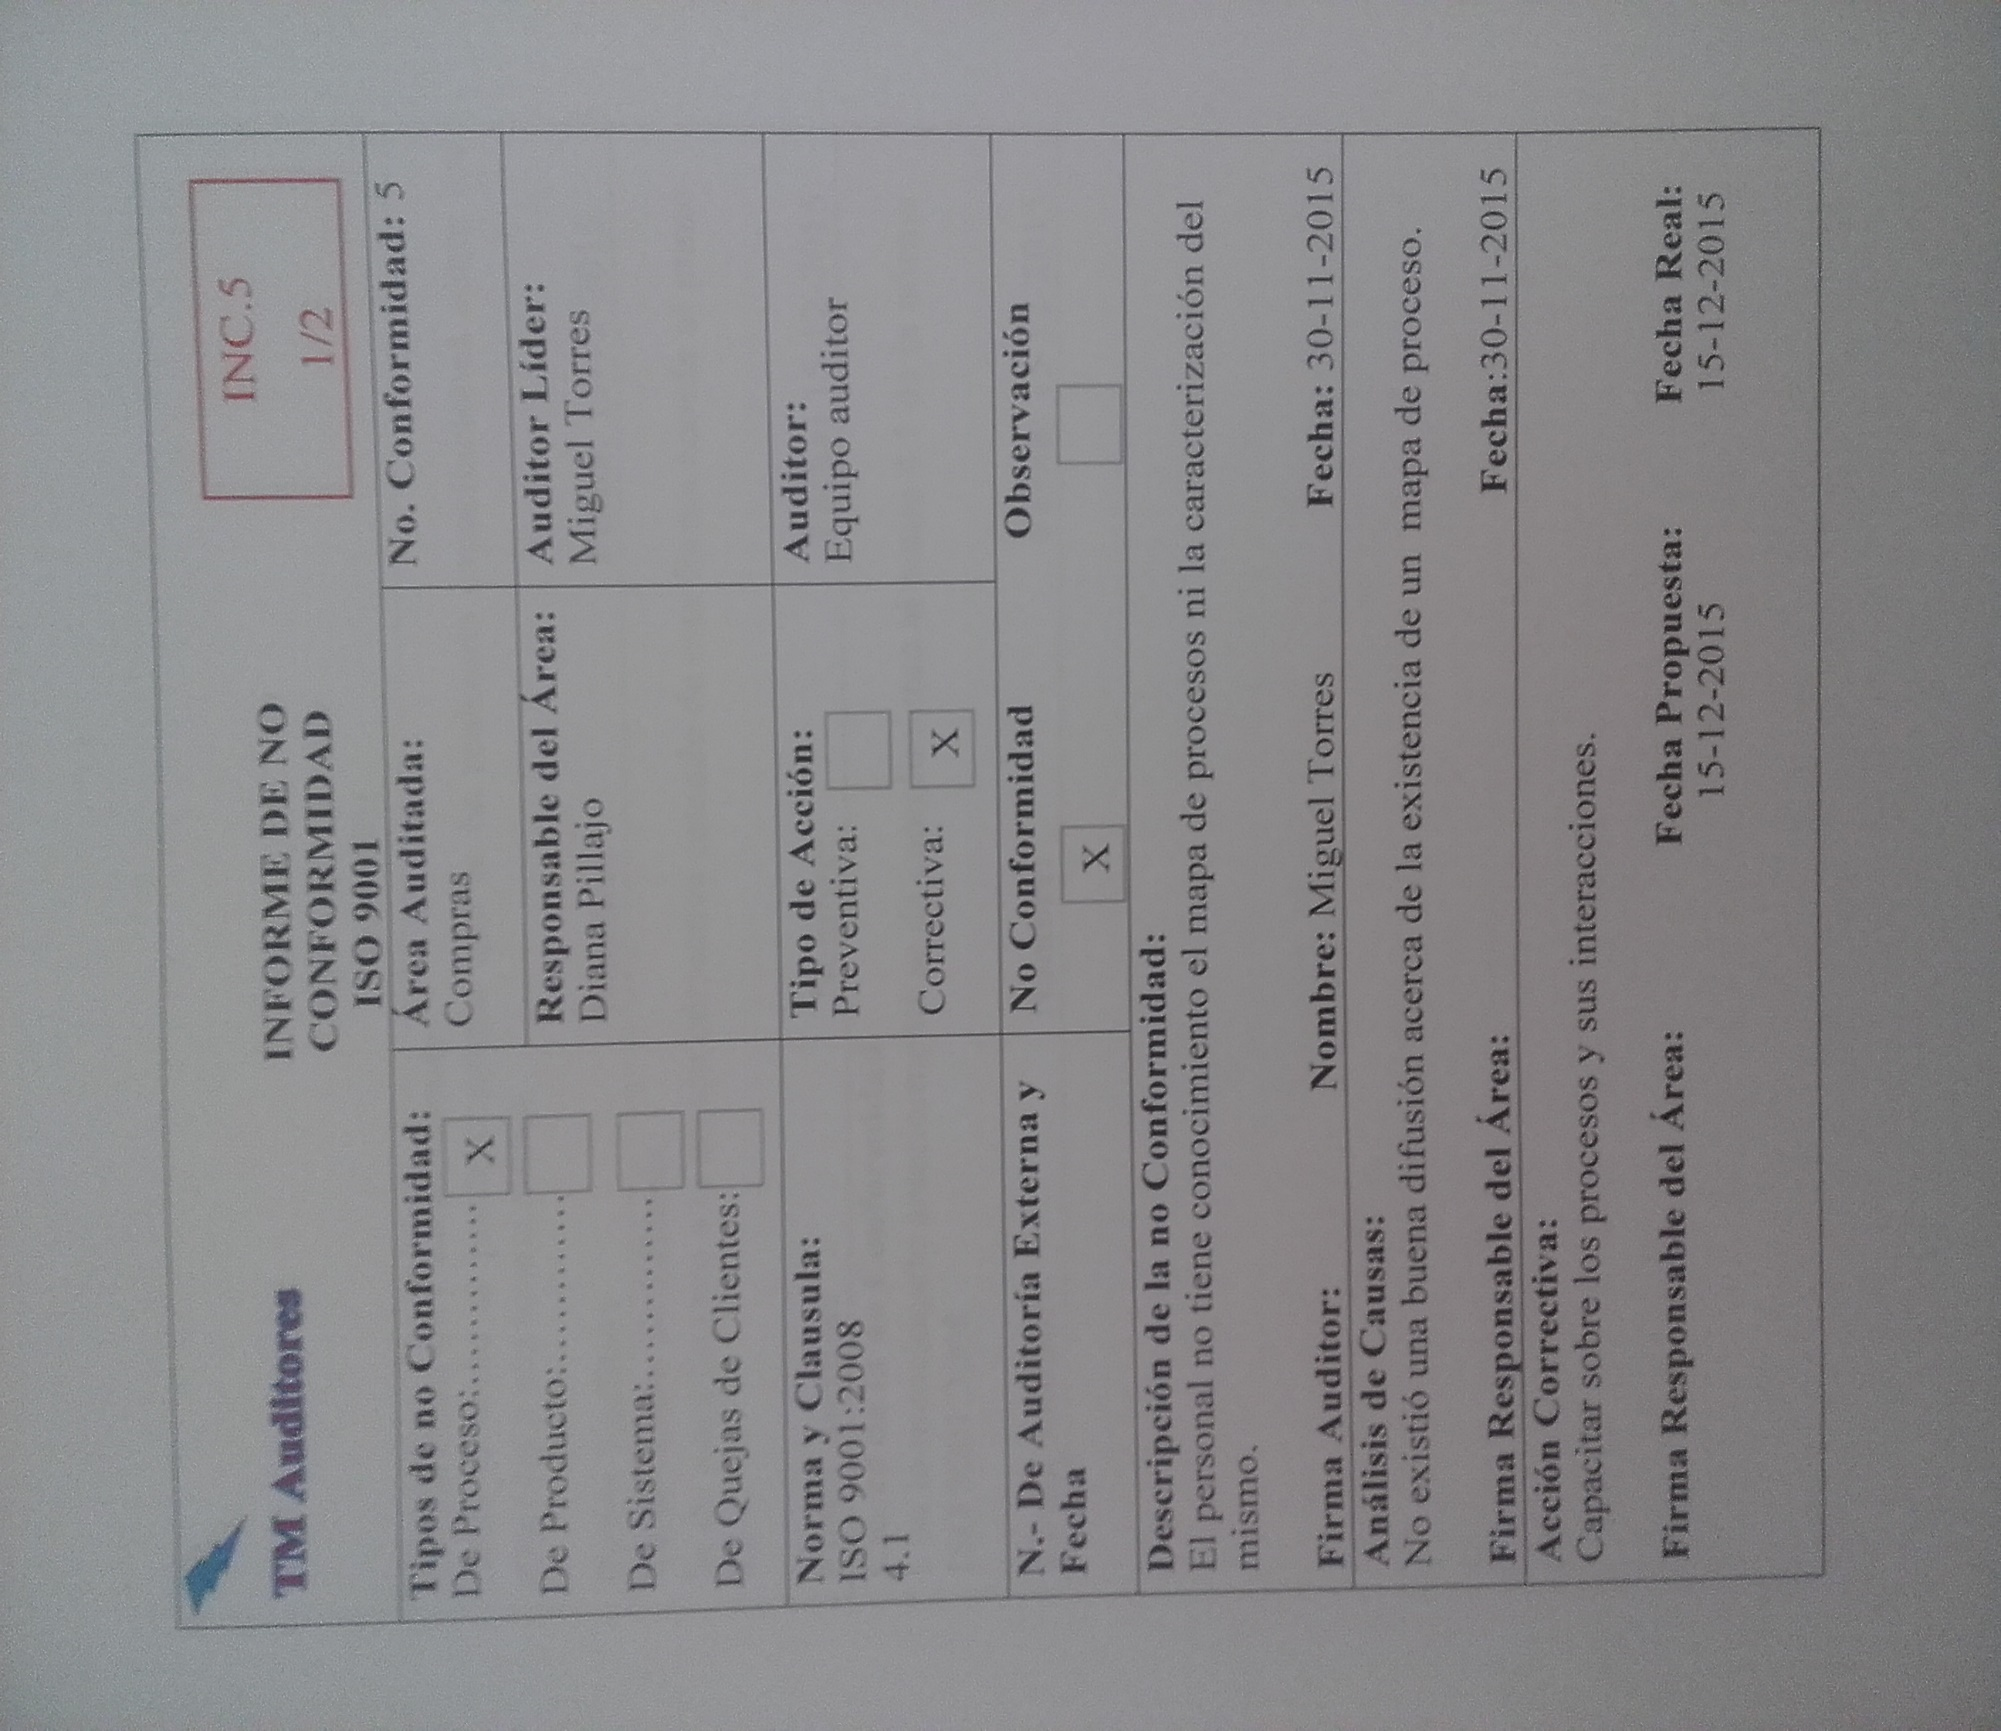 TM Auditores
INFORME DE NO
CONFORMIDAD
ISO 9001
INC.5
1/2
Tipos de no Conformidad:
De Proceso:............. X
De Producto:............
De Sistema:.............
De Quejas de Clientes:
Área Auditada:
Compras
No. Conformidad: 5
Responsable del Área:
Diana Pillajo
Auditor Líder:
Miguel Torres
Norma y Clausula:
ISO 9001:2008
4.1
Tipo de Acción:
Preventiva:
Correctiva: X
Auditor:
Equipo auditor
N.- De Auditoría Externa y
Fecha
No Conformidad
X
Observación
Descripción de la no Conformidad:
El personal no tiene conocimiento el mapa de procesos ni la caracterización del
mismo.
Firma Auditor: Nombre: Miguel Torres Fecha: 30-11-2015
Análisis de Causas:
No existió una buena difusión acerca de la existencia de un mapa de proceso.
Firma Responsable del Área: Fecha:30-11-2015
Acción Correctiva:
Capacitar sobre los procesos y sus interacciones.
Firma Responsable del Área: Fecha Propuesta: Fecha Real:
15-12-2015 15-12-2015